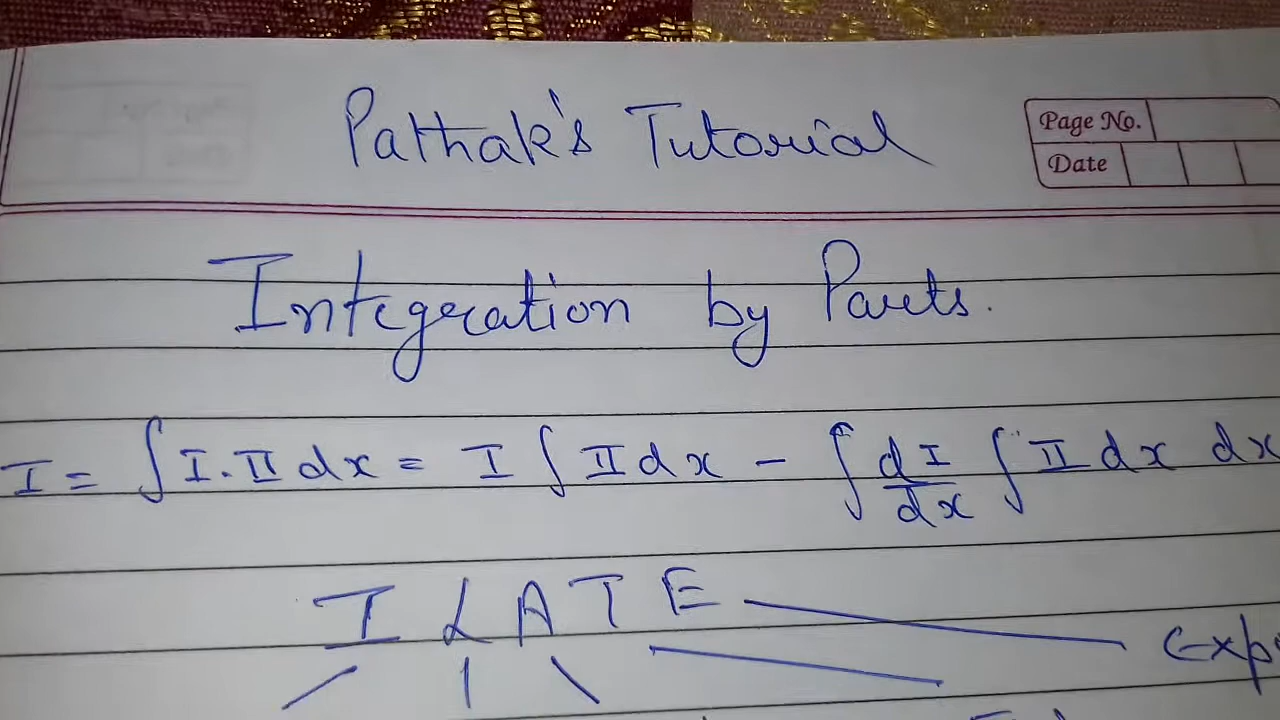 Pathak's Tutorial
Page No.
Date
Integration by Parts.
I = ∫ I . II dx = I ∫ II dx - ∫ dI/dx ∫ II dx dx
I L A T E